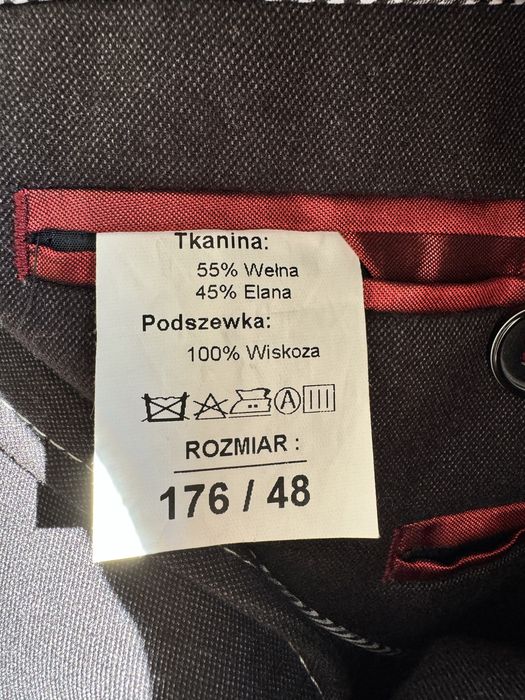 Tkanina:
55% Wełna
45% Elana
Podszewka:
100% Wiskoza
A
ROZMIAR :
176 / 48